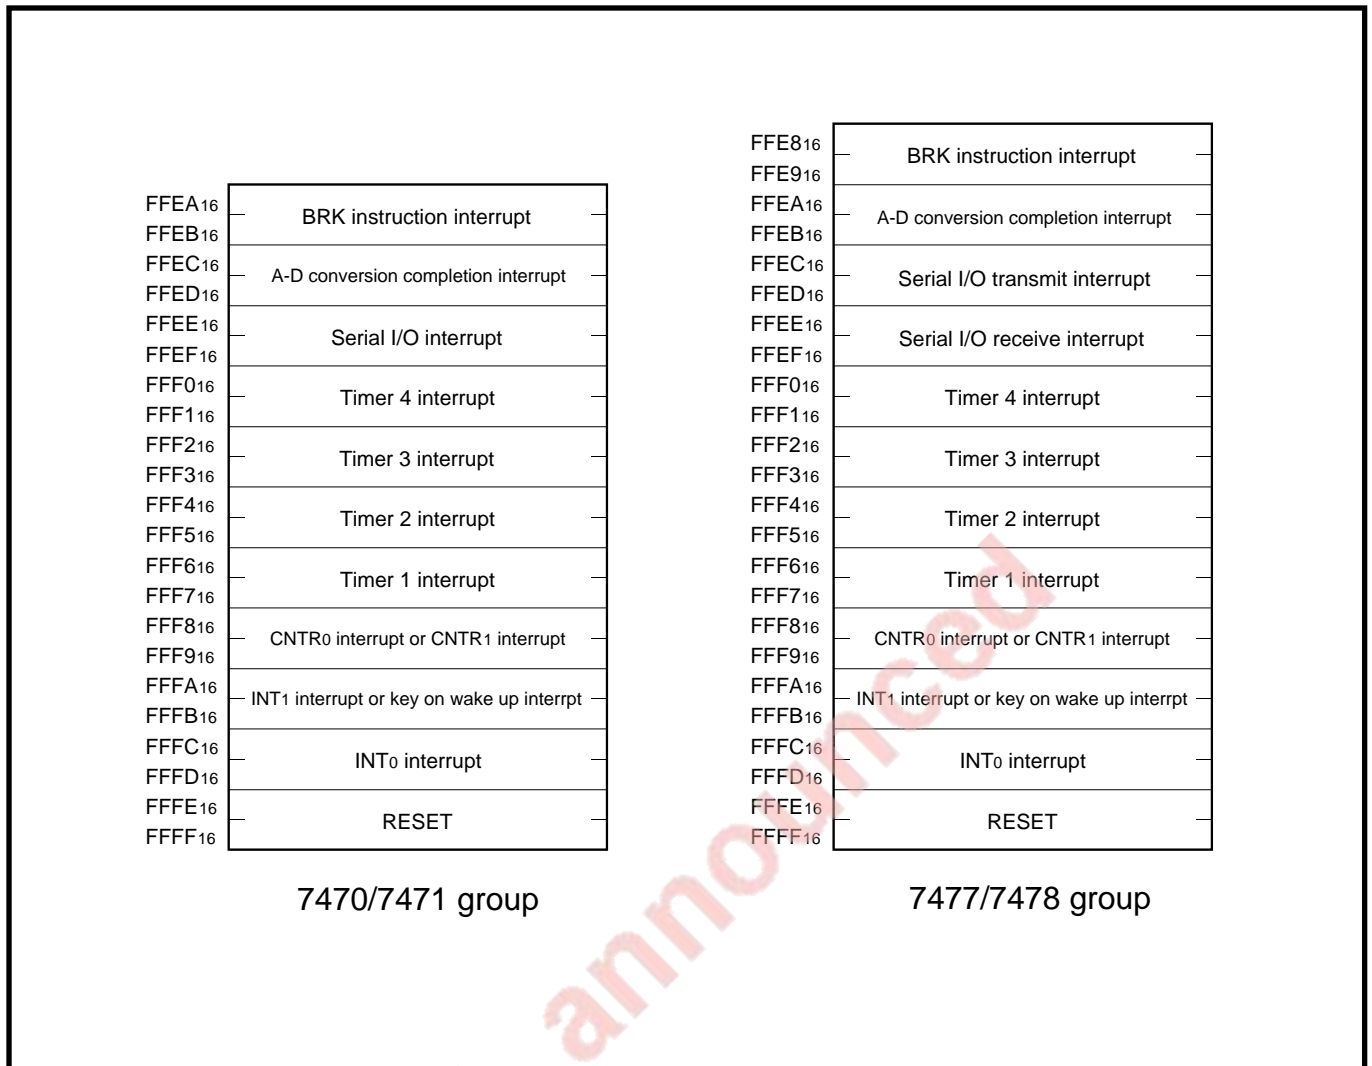 FFEA16
BRK instruction interrupt
FFEB16
FFEC16
A-D conversion completion interrupt
FFED16
FFEE16
Serial I/O interrupt
FFEF16
FFF016
Timer 4 interrupt
FFF116
FFF216
Timer 3 interrupt
FFF316
FFF416
Timer 2 interrupt
FFF516
FFF616
Timer 1 interrupt
FFF716
FFF816
CNTR0 interrupt or CNTR1 interrupt
FFF916
FFFA16
INT1 interrupt or key on wake up interrpt
FFFB16
FFFC16
INT0 interrupt
FFFD16
FFFE16
RESET
FFFF16
7470/7471 group
FFE816
BRK instruction interrupt
FFE916
FFEA16
A-D conversion completion interrupt
FFEB16
FFEC16
Serial I/O transmit interrupt
FFED16
FFEE16
Serial I/O receive interrupt
FFEF16
FFF016
Timer 4 interrupt
FFF116
FFF216
Timer 3 interrupt
FFF316
FFF416
Timer 2 interrupt
FFF516
FFF616
Timer 1 interrupt
FFF716
FFF816
CNTR0 interrupt or CNTR1 interrupt
FFF916
FFFA16
INT1 interrupt or key on wake up interrpt
FFFB16
FFFC16
INT0 interrupt
FFFD16
FFFE16
RESET
FFFF16
7477/7478 group
announced